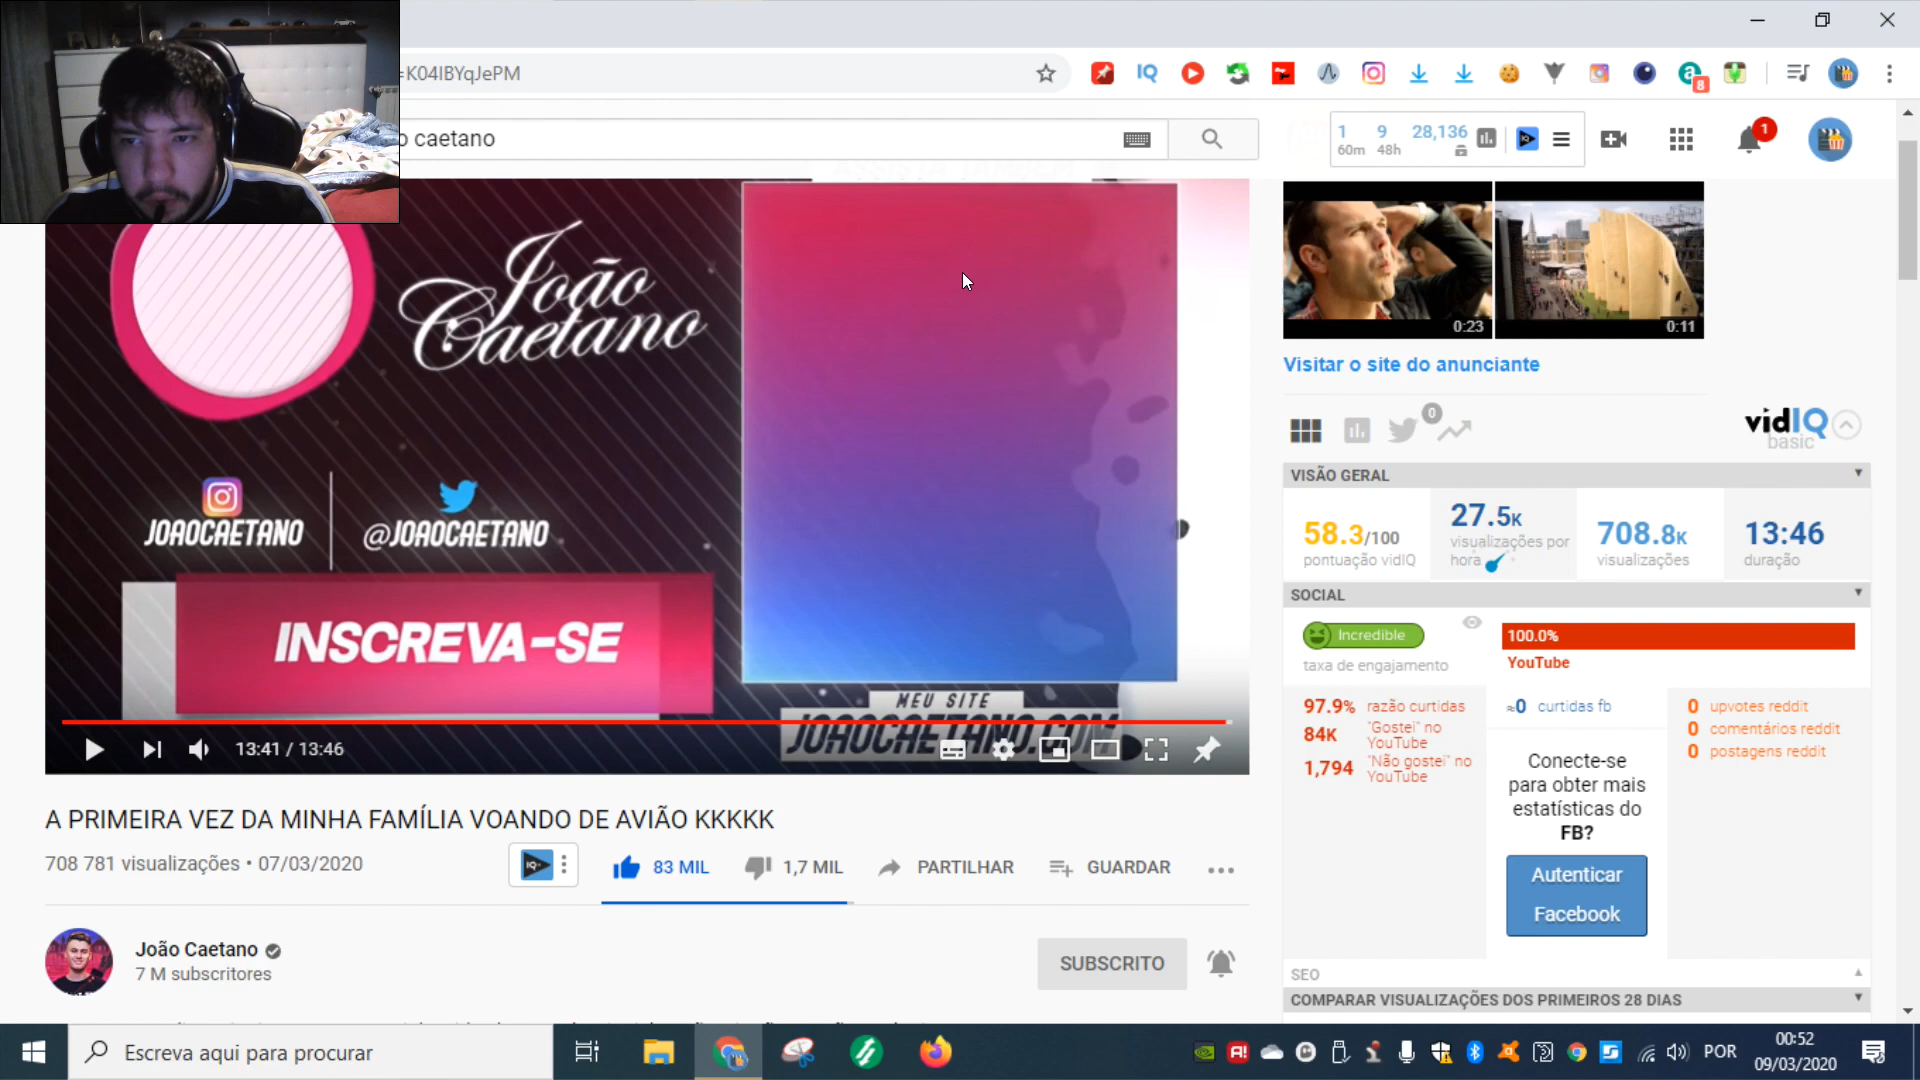 =K04IBYqJePM
IQ
8
o caetano
1
60m
9
48h
28,136
1
João
Caetano
JOAOCAETANO
@JOAOCAETANO
INSCREVA-SE
MEU SITE
JOAOCAETANO.COM
13:41 / 13:46
A PRIMEIRA VEZ DA MINHA FAMÍLIA VOANDO DE AVIÃO KKKKK
708 781 visualizações • 07/03/2020
IQ
83 MIL
1,7 MIL
PARTILHAR
GUARDAR
João Caetano
7 M subscritores
SUBSCRITO
0:23
0:11
Visitar o site do anunciante
0
vidIQ
basic
VISÃO GERAL
58.3/100
pontuação vidIQ
27.5K
visualizações por
hora
708.8K
visualizações
13:46
duração
SOCIAL
Incredible
taxa de engajamento
100.0%
YouTube
97.9% razão curtidas
84K "Gostei" no
YouTube
1,794 "Não gostei" no
YouTube
≈0 curtidas fb
Conecte-se
para obter mais
estatísticas do
FB?
Autenticar
Facebook
0 upvotes reddit
0 comentários reddit
0 postagens reddit
SEO
COMPARAR VISUALIZAÇÕES DOS PRIMEIROS 28 DIAS
Escreva aqui para procurar
POR
00:52
09/03/2020